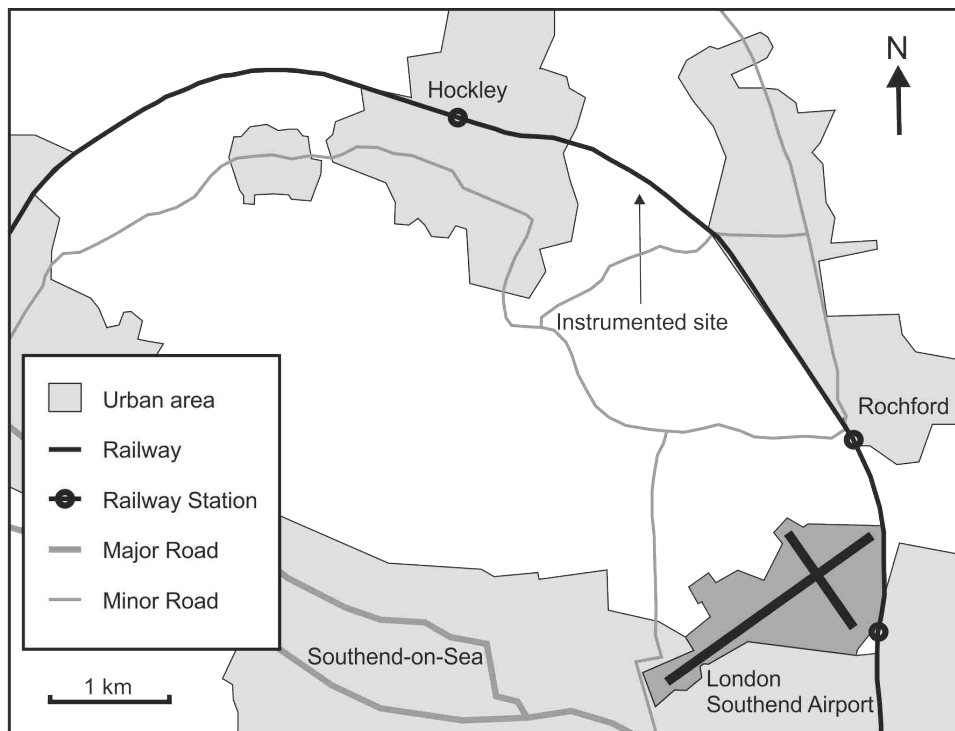 N
Hockley
Instrumented site
Rochford
Urban area
Railway
Railway Station
Major Road
Minor Road
1 km
Southend-on-Sea
London
Southend Airport